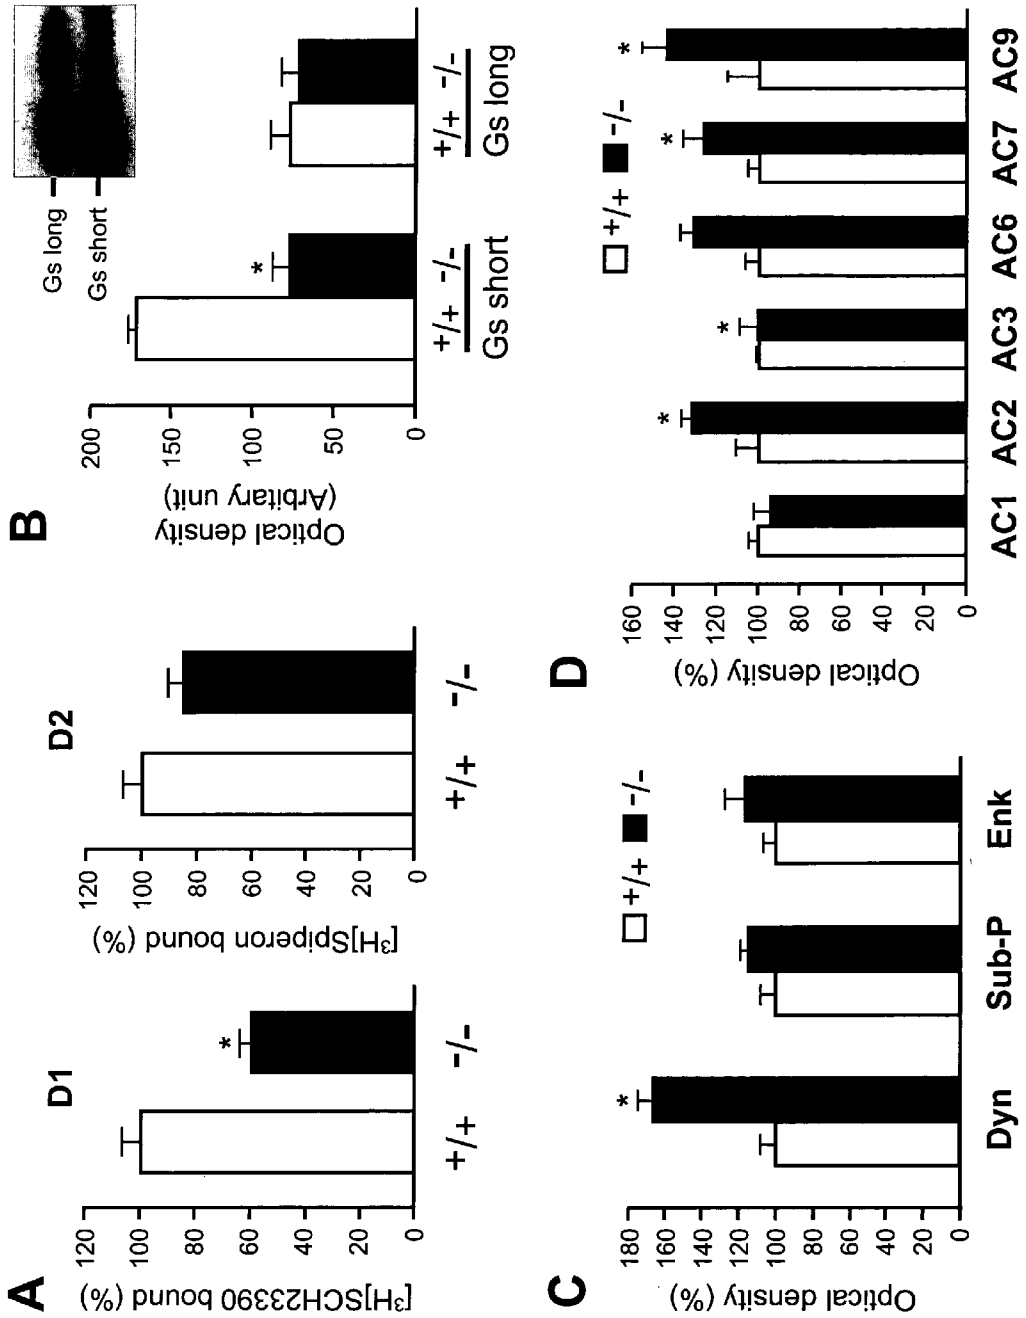 A
D1
[³H]SCH23390 bound (%)
120
100
80
60
40
20
0
*
+/+ -/-
D2
[³H]Spiperon bound (%)
120
100
80
60
40
20
0
+/+ -/-
B
Gs long
Gs short
Optical density
(Arbitary unit)
200
150
100
50
0
*
+/+ -/- +/+ -/-
Gs short Gs long
C
+/+ -/-
Optical density (%)
180
160
140
120
100
80
60
40
20
0
*
Dyn Sub-P Enk
D
+/+ -/-
Optical density (%)
160
140
120
100
80
60
40
20
0
* * * *
AC1 AC2 AC3 AC6 AC7 AC9